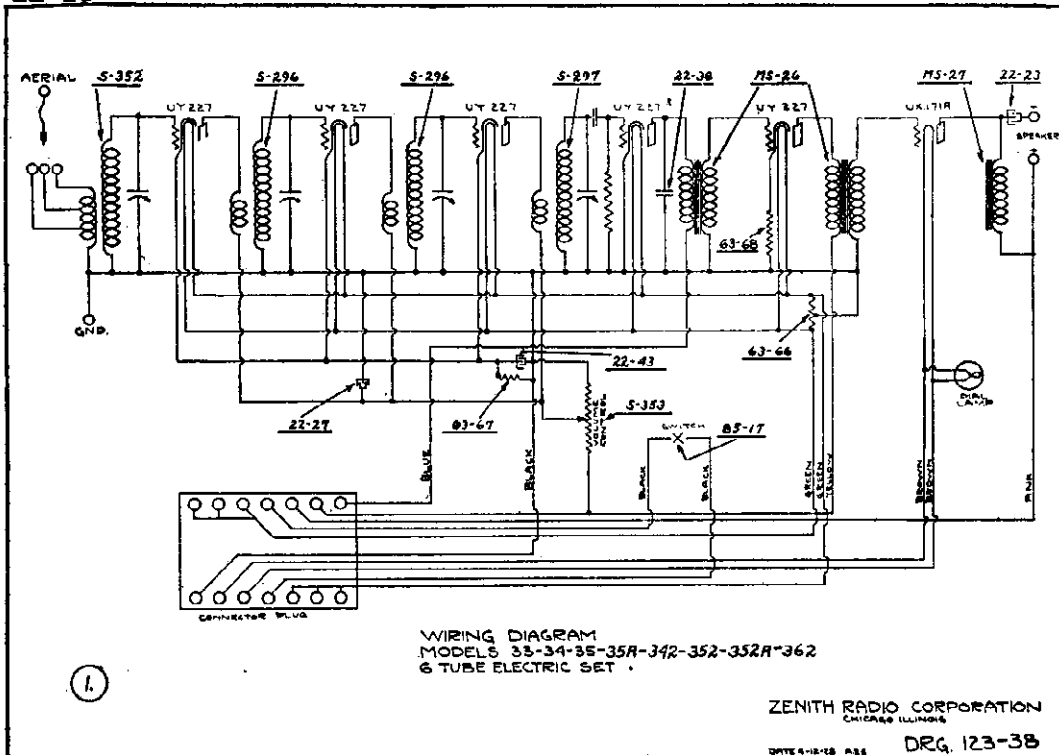 AERIAL
S-352
S-296
S-296
S-297
22-38
MS-26
MS-27
22-23
UY 227
UY 227
UY 227
UY 227
UY 227
UX.171A
SPEAKER
63-68
GND.
63-66
22-43
22-27
63-67
S-353
VOLUME CONTROL
SWITCH
85-17
DIAL LAMP
BLUE
BLACK
BLACK
BLACK
GREEN
GREEN
YELLOW
BROWN
BROWN
PINK
CONNECTOR PLUG
WIRING DIAGRAM
MODELS 33-34-35-35A-342-352-352A-362
6 TUBE ELECTRIC SET.
1.
ZENITH RADIO CORPORATION
CHICAGO ILLINOIS
DRG. 123-38